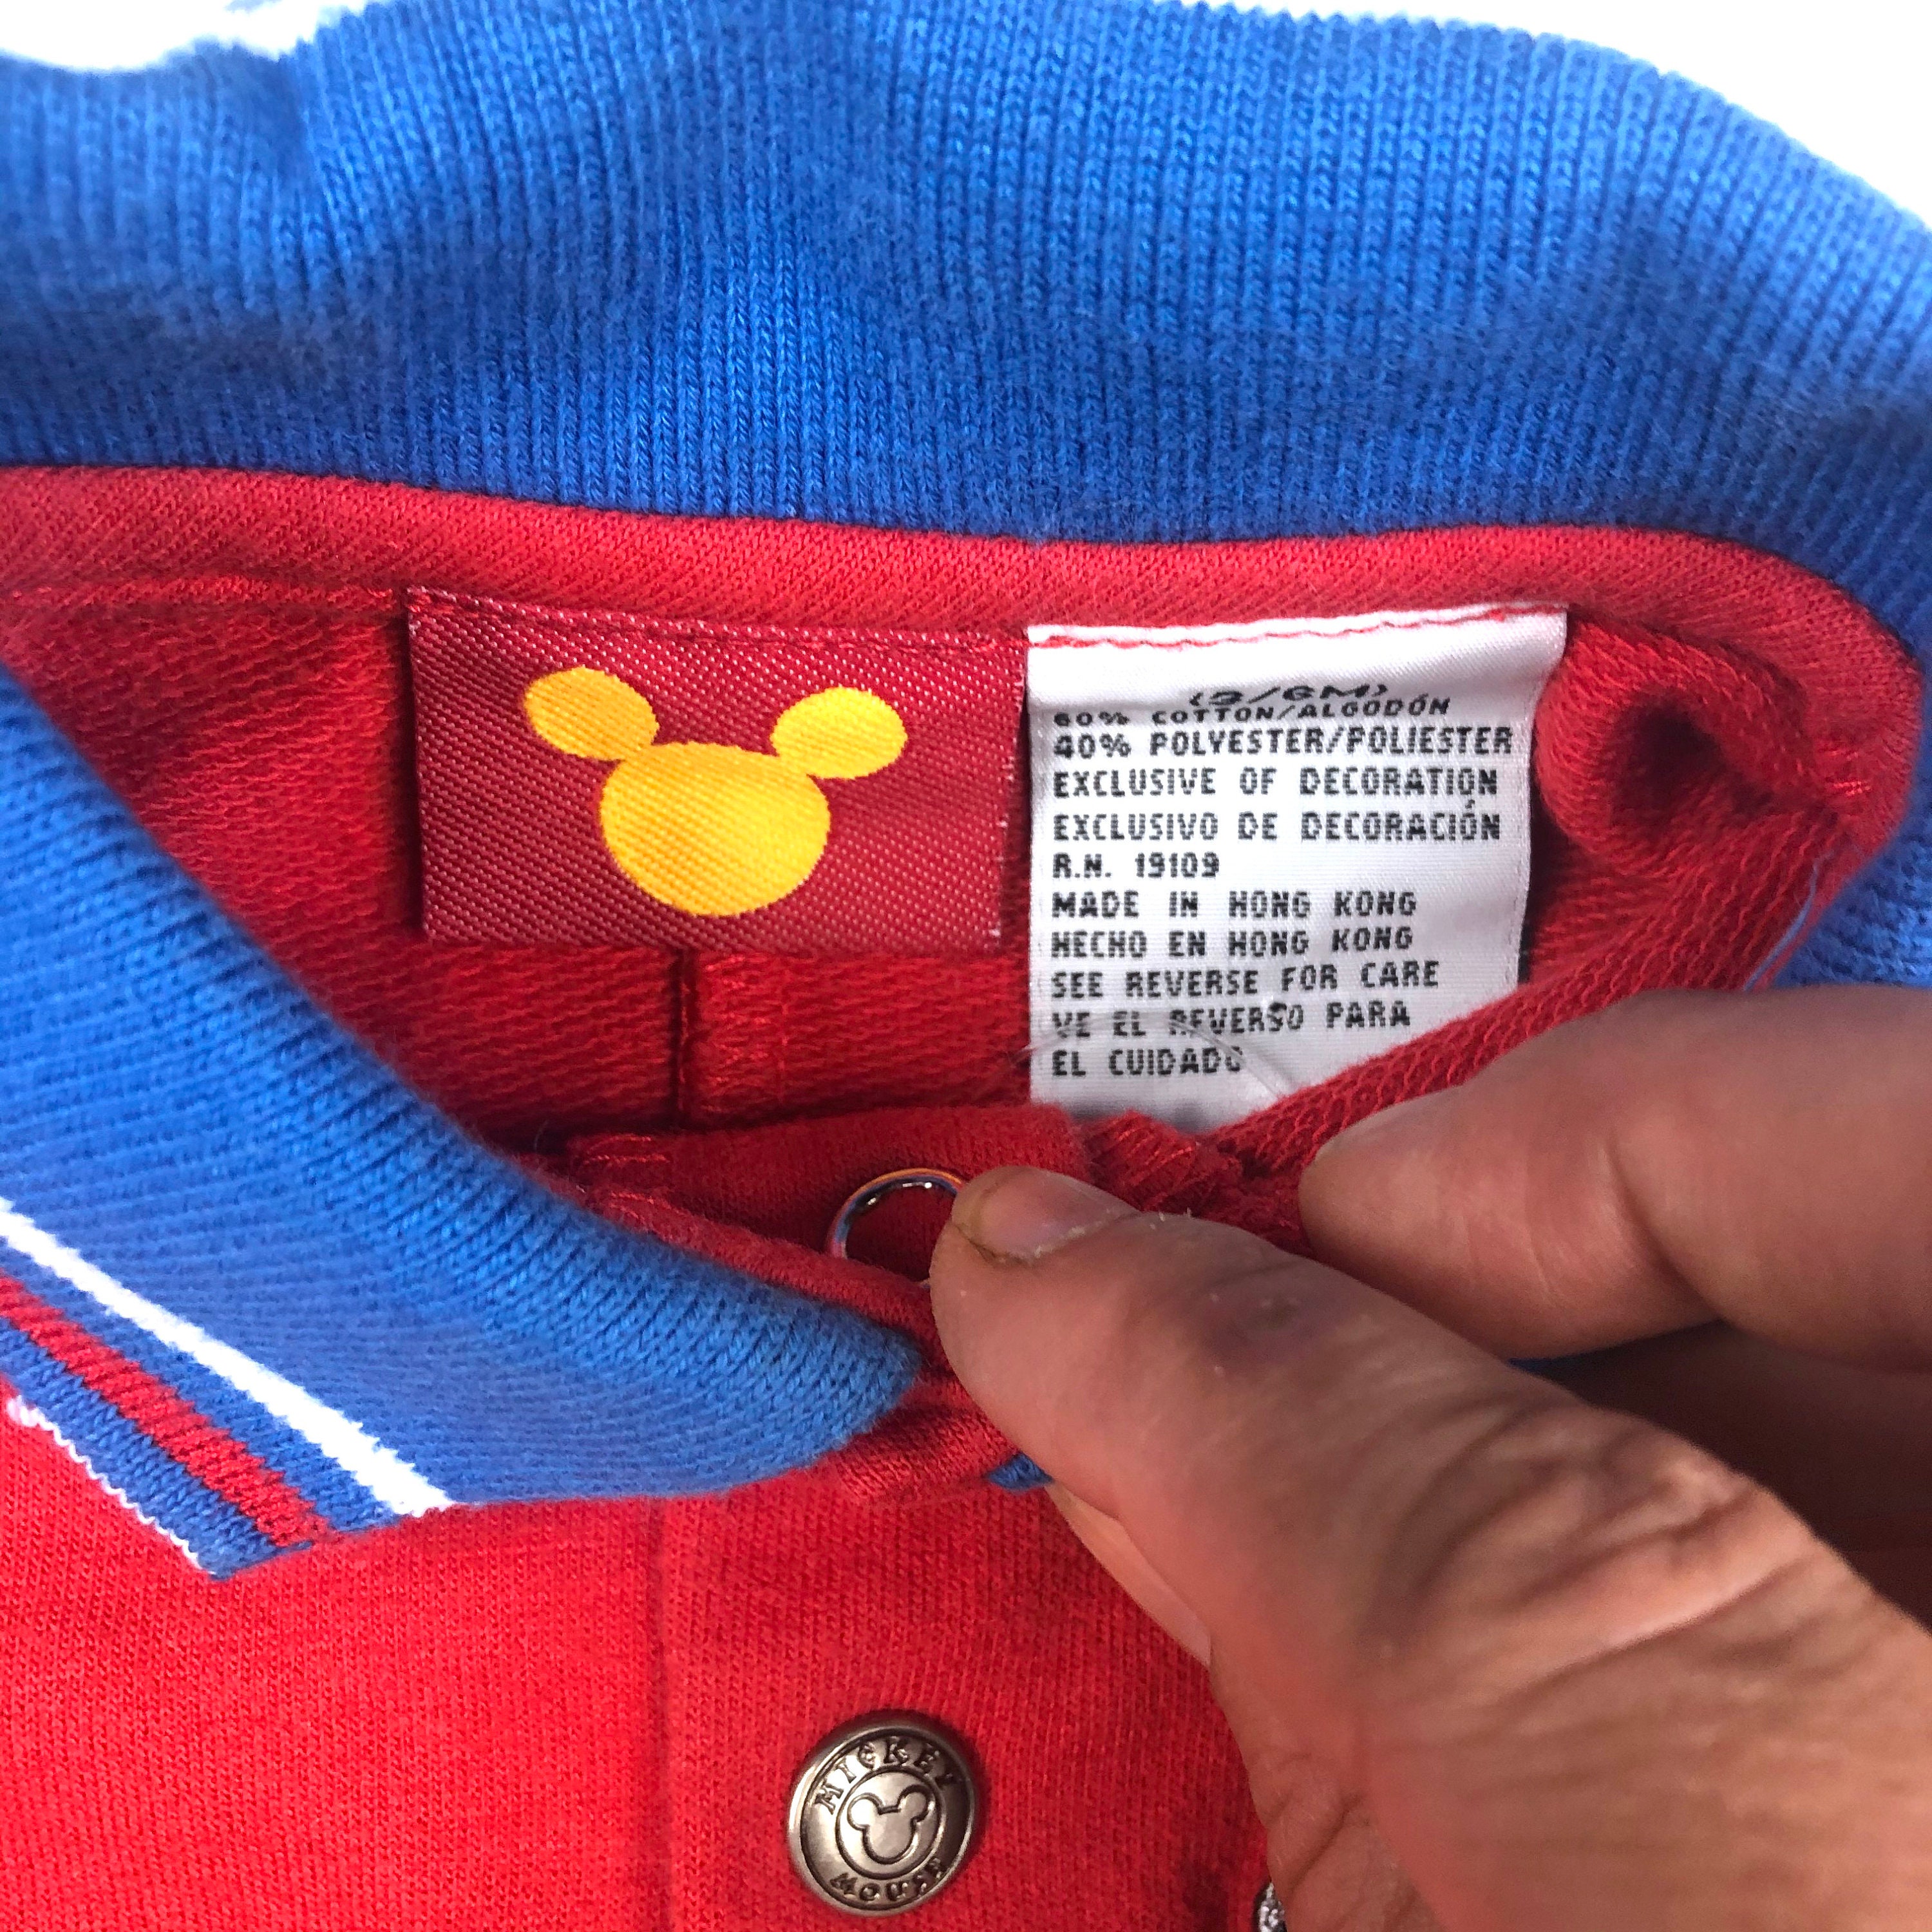 (3/6M)
60% COTTON/ALGODÓN
40% POLYESTER/POLIESTER
EXCLUSIVE OF DECORATION
EXCLUSIVO DE DECORACIÓN
R.N. 19109
MADE IN HONG KONG
HECHO EN HONG KONG
SEE REVERSE FOR CARE
VE EL REVERSO PARA
EL CUIDADO
MICKEY
MOUSE